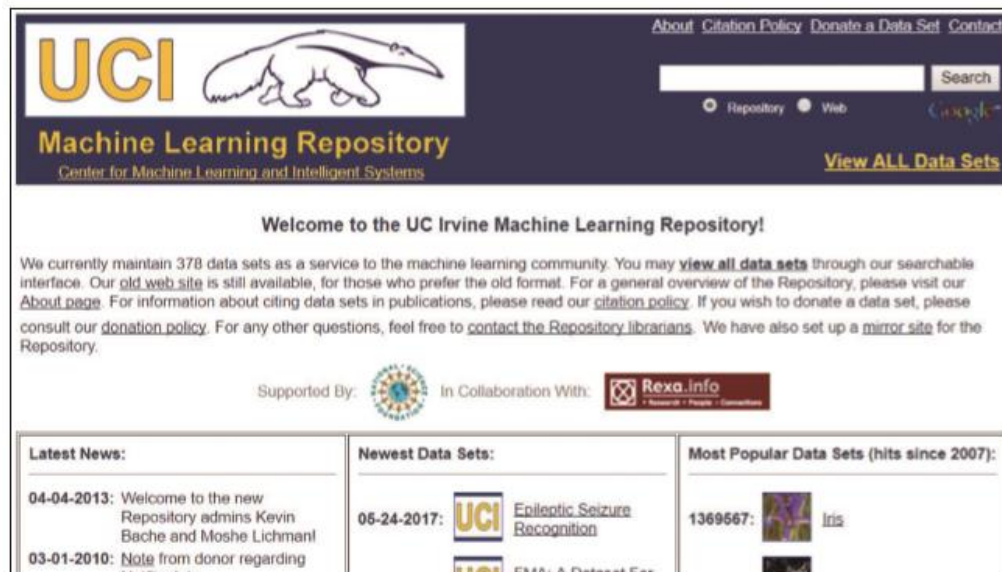 About Citation Policy Donate a Data Set Contact
UCI
Search
Repository Web
Google
Machine Learning Repository
Center for Machine Learning and Intelligent Systems
View ALL Data Sets
Welcome to the UC Irvine Machine Learning Repository!
We currently maintain 378 data sets as a service to the machine learning community. You may view all data sets through our searchable
interface. Our old web site is still available, for those who prefer the old format. For a general overview of the Repository, please visit our
About page. For information about citing data sets in publications, please read our citation policy. If you wish to donate a data set, please
consult our donation policy. For any other questions, feel free to contact the Repository librarians. We have also set up a mirror site for the
Repository.
Supported By: NATIONAL SCIENCE FOUNDATION In Collaboration With: Rexa.info
Research • People • Connections
Latest News:
04-04-2013: Welcome to the new
Repository admins Kevin
Bache and Moshe Lichman!
03-01-2010: Note from donor regarding
Newest Data Sets:
05-24-2017: UCI Epileptic Seizure
Recognition
UCI
Most Popular Data Sets (hits since 2007):
1369567: Iris